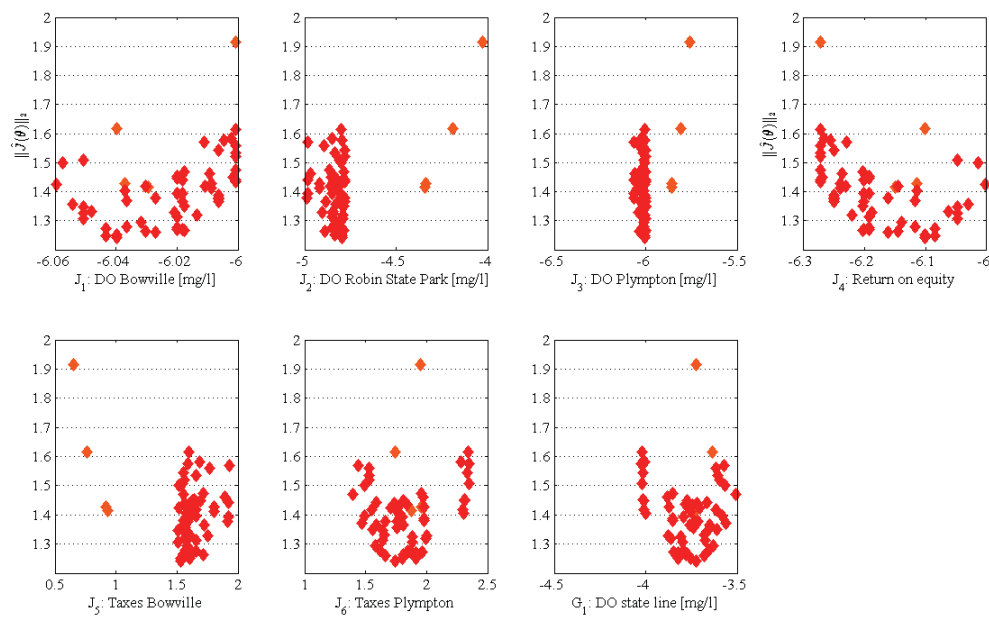 2 2 2 2
1.9 1.9 1.9 1.9
1.8 1.8 1.8 1.8
1.7 1.7 1.7 1.7
1.6 1.6 1.6 1.6
1.5 1.5 1.5 1.5
1.4 1.4 1.4 1.4
1.3 1.3 1.3 1.3
‖Ĵ(θ)‖₂ ‖Ĵ(θ)‖₂
-6.06 -6.04 -6.02 -6 -5 -4.5 -4 -6.5 -6 -5.5 -6.3 -6.2 -6.1 -6
J₁: DO Bowville [mg/l] J₂: DO Robin State Park [mg/l] J₃: DO Plympton [mg/l] J₄: Return on equity
2 2 2
1.9 1.9 1.9
1.8 1.8 1.8
1.7 1.7 1.7
1.6 1.6 1.6
1.5 1.5 1.5
1.4 1.4 1.4
1.3 1.3 1.3
0.5 1 1.5 2 1 1.5 2 2.5 -4.5 -4 -3.5
J₅: Taxes Bowville J₆: Taxes Plympton G₁: DO state line [mg/l]